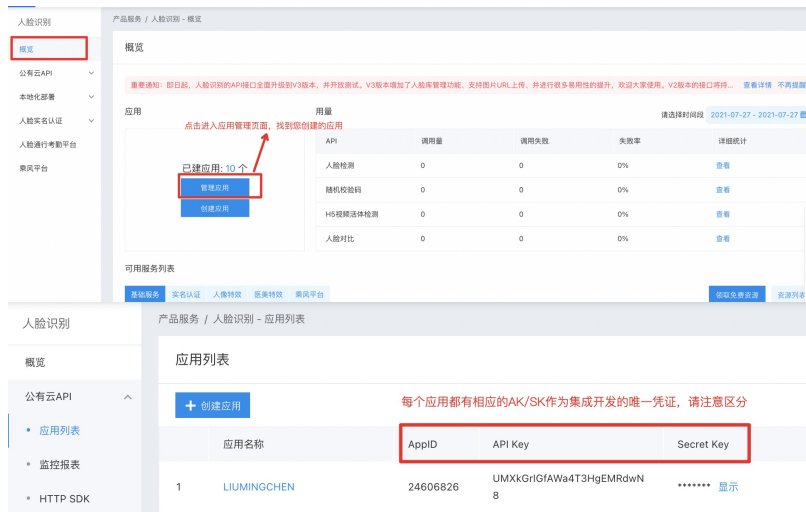 人脸识别
产品服务 / 人脸识别 - 概览
概览
概览
公有云API
重要通知：即日起，人脸识别的API接口全面升级到V3版本，并开放测试。V3版本增加了人脸库管理功能、支持图片URL上传、并进行很多易用性的提升，欢迎大家使用。V2版本的接口将持... 查看详情 不再提醒
本地化部署
应用
用量
请选择时间段 2021-07-27 - 2021-07-27
人脸实名认证
点击进入应用管理页面，找到您创建的应用
API 调用量 调用失败 失败率 详细统计
人脸通行考勤平台
乘风平台
已建应用: 10 个
人脸检测 0 0 0% 查看
管理应用
随机校验码 0 0 0% 查看
创建应用
H5视频活体检测 0 0 0% 查看
人脸对比 0 0 0% 查看
可用服务列表
基础服务 实名认证 人像特效 医美特效 乘风平台
领取免费资源 资源列表
人脸识别
产品服务 / 人脸识别 - 应用列表
概览
应用列表
公有云API
+ 创建应用
每个应用都有相应的AK/SK作为集成开发的唯一凭证，请注意区分
• 应用列表
应用名称 AppID API Key Secret Key
• 监控报表
1 LIUMINGCHEN 24606826 UMXkGrIGfAWa4T3HgEMRdwN
8
******* 显示
• HTTP SDK